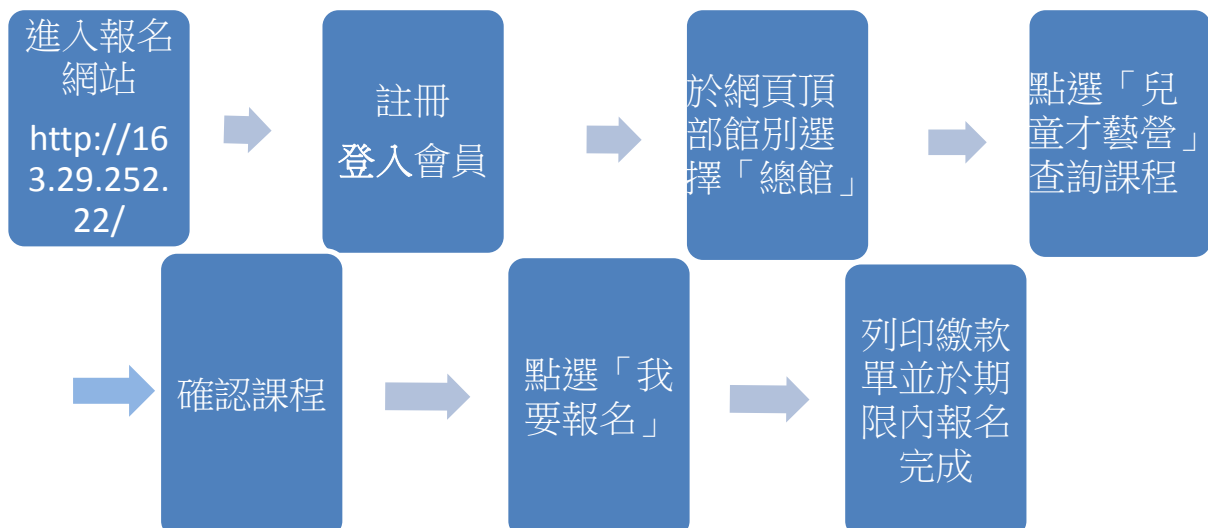 進入報名
網站
http://16
3.29.252.
22/
註冊
登入會員
於網頁頂
部館別選
擇「總館」
點選「兒
童才藝營」
查詢課程
確認課程
點選「我
要報名」
列印繳款
單並於期
限內報名
完成